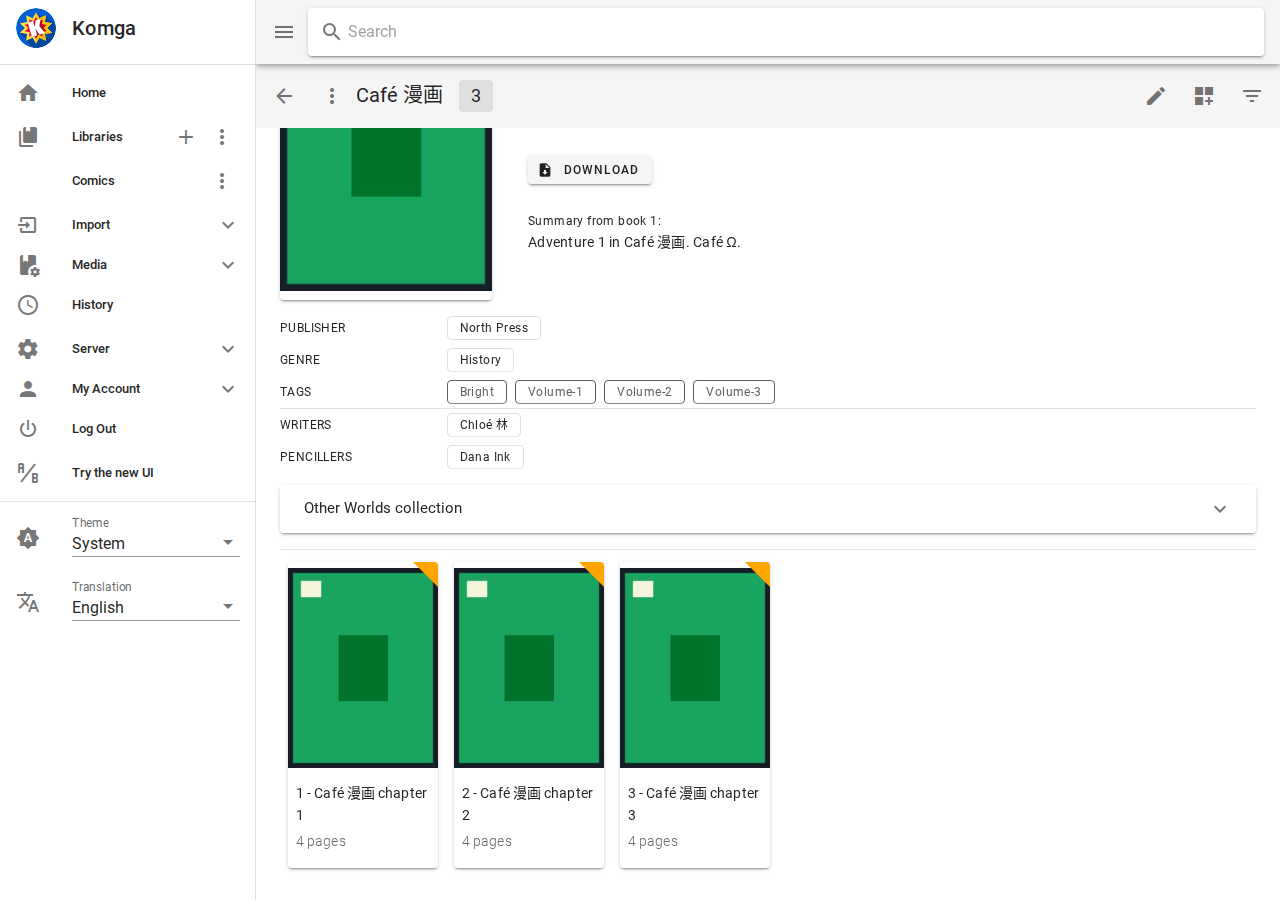 Komga
Search
Home
Libraries
Comics
Import
Media
History
Server
My Account
Log Out
Try the new UI
Theme
System
Translation
English
Café 漫画 3
DOWNLOAD
Summary from book 1:
Adventure 1 in Café 漫画. Café Ω.
PUBLISHER North Press
GENRE History
TAGS Bright Volume-1 Volume-2 Volume-3
WRITERS Chloé 林
PENCILLERS Dana Ink
Other Worlds collection
1 - Café 漫画 chapter
1
4 pages
2 - Café 漫画 chapter
2
4 pages
3 - Café 漫画 chapter
3
4 pages